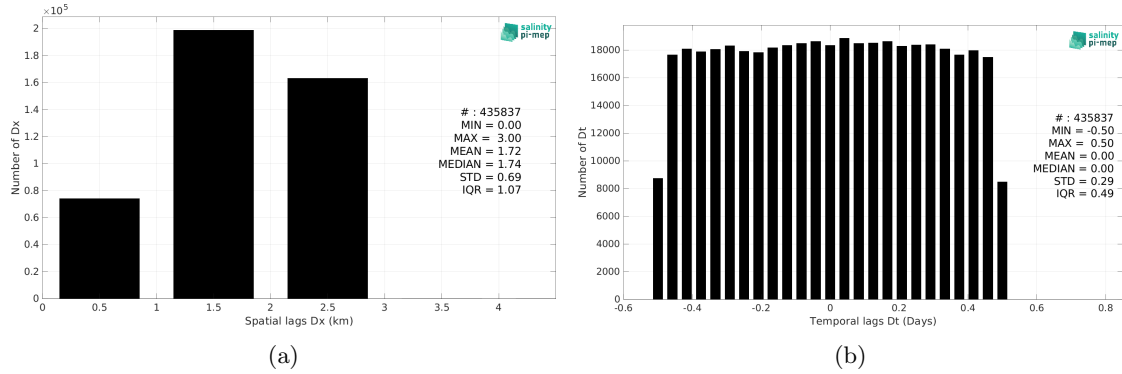 ×10⁵
2
1.8
1.6
1.4
1.2
1
0.8
0.6
0.4
0.2
0
Number of Dx
salinity
pi-mep
# : 435837
MIN = 0.00
MAX = 3.00
MEAN = 1.72
MEDIAN = 1.74
STD = 0.69
IQR = 1.07
0 0.5 1 1.5 2 2.5 3 3.5 4
Spatial lags Dx (km)
(a)
18000
16000
14000
12000
10000
8000
6000
4000
2000
0
Number of Dt
salinity
pi-mep
# : 435837
MIN = -0.50
MAX = 0.50
MEAN = 0.00
MEDIAN = 0.00
STD = 0.29
IQR = 0.49
-0.6 -0.4 -0.2 0 0.2 0.4 0.6 0.8
Temporal lags Dt (Days)
(b)